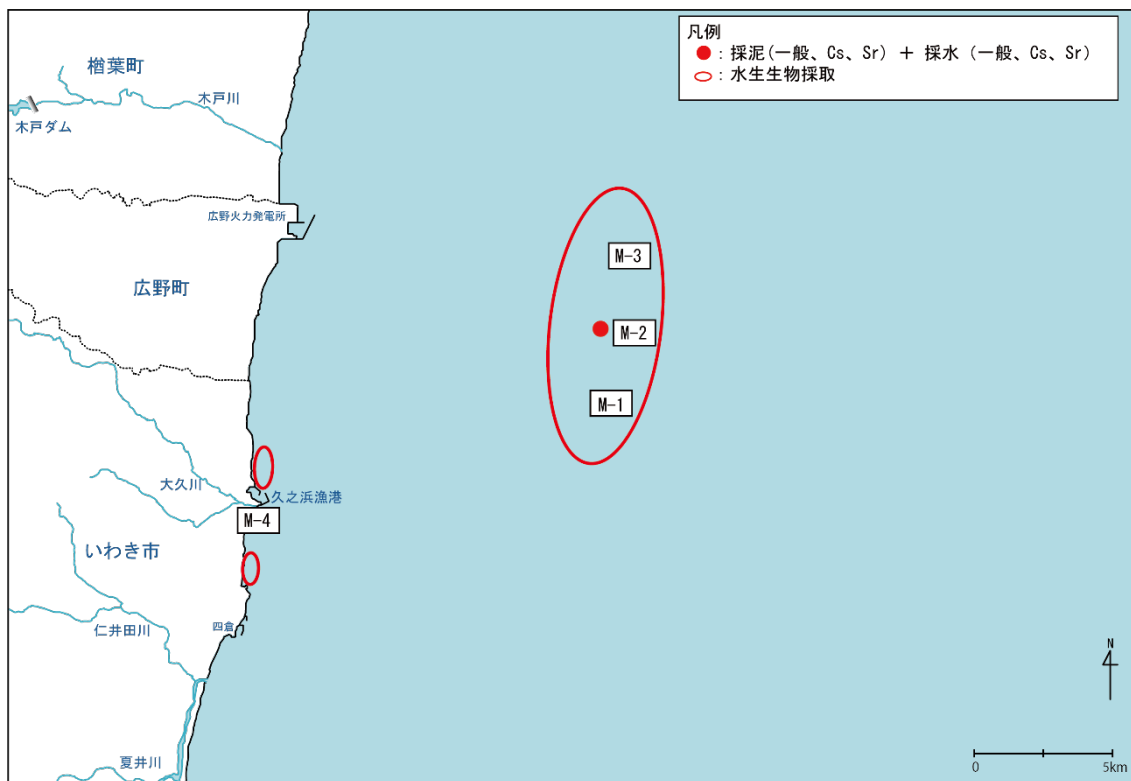 凡例
：採泥(一般、Cs、Sr) ＋ 採水 (一般、Cs、Sr)
：水生生物採取
楢葉町
木戸川
木戸ダム
広野火力発電所
M-3
広野町
M-2
M-1
大久川
久之浜漁港
M-4
いわき市
仁井田川
四倉
N
夏井川
0
5km